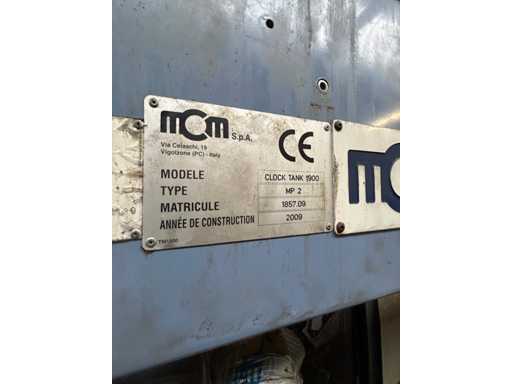 mcm S.p.A.
Via Celaschi, 19
Vigolzone (PC) - Italy
CE
MODELE CLOCK TANK 1900
TYPE MP 2
MATRICULE 1857.09
ANNÉE DE CONSTRUCTION 2009
mcm